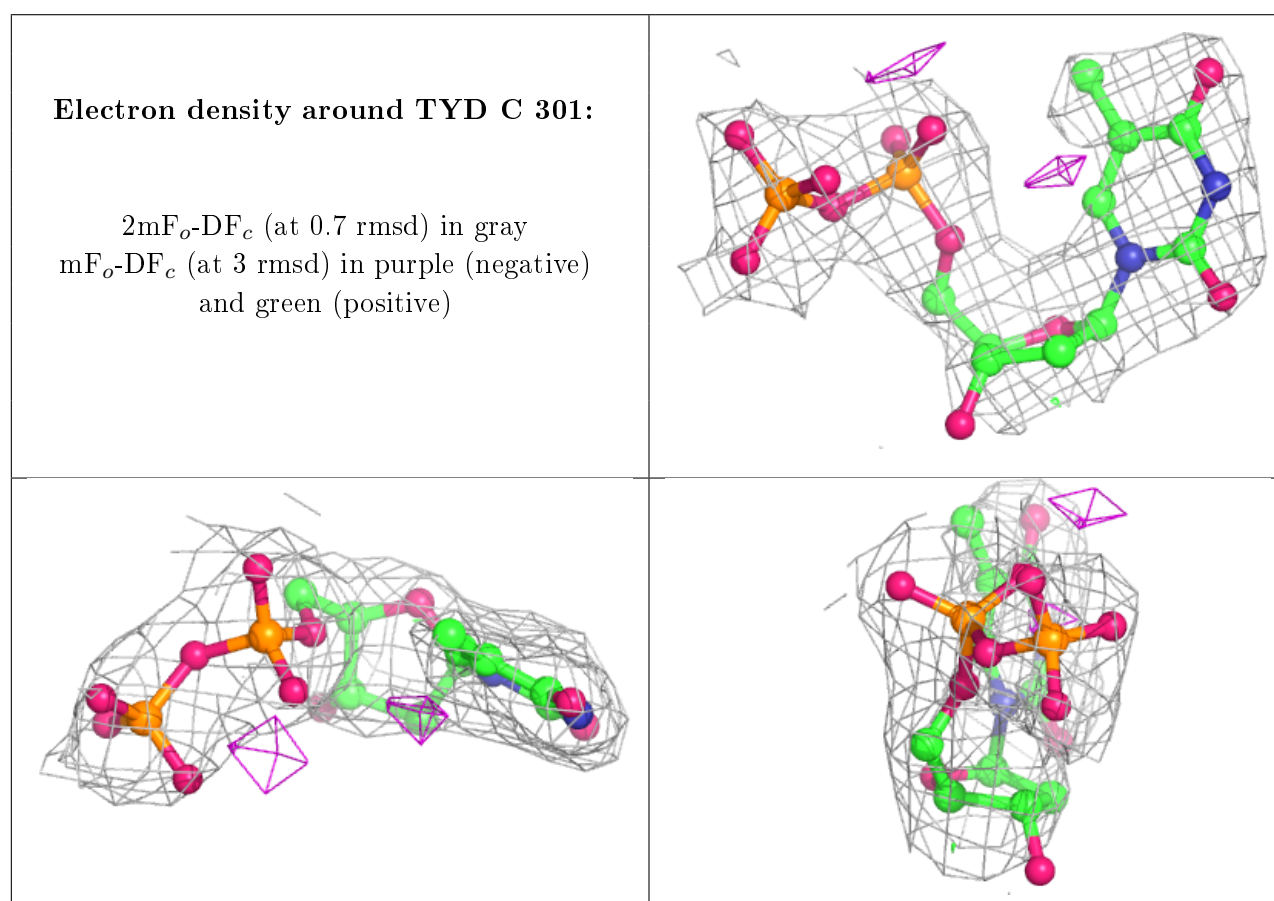 Electron density around TYD C 301:
2mFo-DFc (at 0.7 rmsd) in gray
mFo-DFc (at 3 rmsd) in purple (negative)
and green (positive)